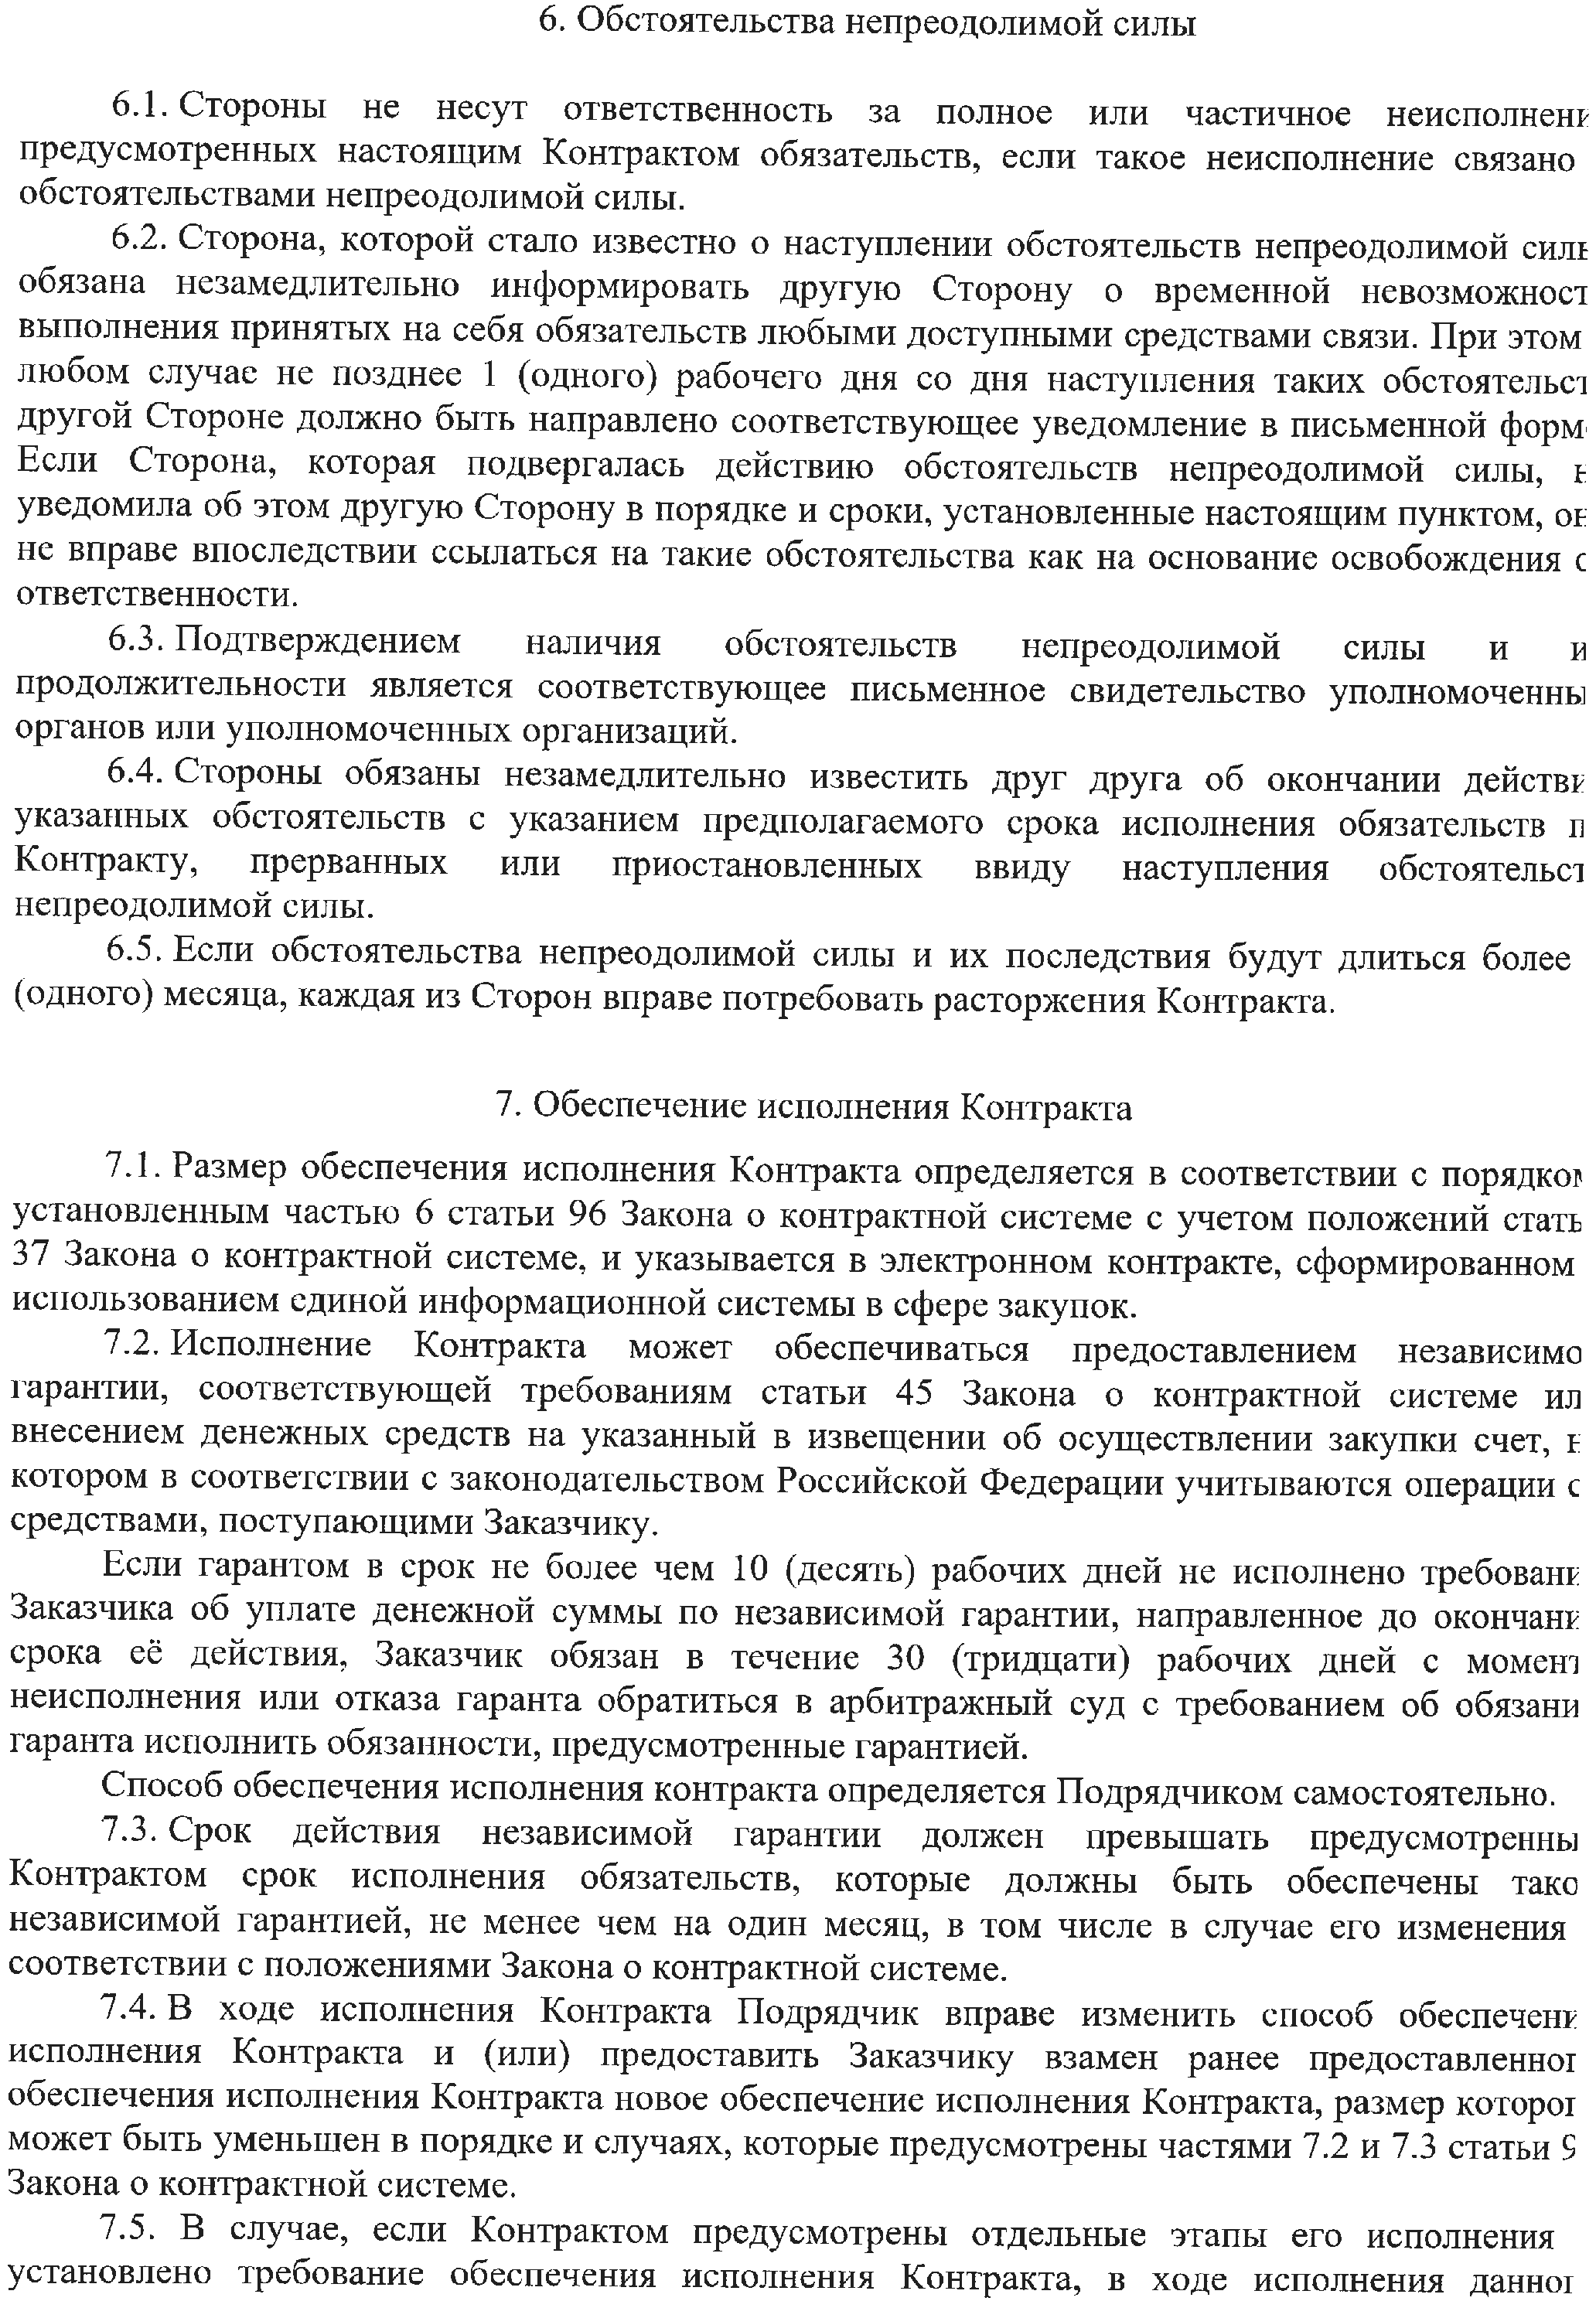 6. Обстоятельства непреодолимой силы
6.1. Стороны не несут ответственность за полное или частичное неисполнени
предусмотренных настоящим Контрактом обязательств, если такое неисполнение связано
обстоятельствами непреодолимой силы.
6.2. Сторона, которой стало известно о наступлении обстоятельств непреодолимой силы
обязана незамедлительно информировать другую Сторону о временной невозможност
выполнения принятых на себя обязательств любыми доступными средствами связи. При этом
любом случае не позднее 1 (одного) рабочего дня со дня наступления таких обстоятельст
другой Стороне должно быть направлено соответствующее уведомление в письменной форм
Если Сторона, которая подвергалась действию обстоятельств непреодолимой силы, н
уведомила об этом другую Сторону в порядке и сроки, установленные настоящим пунктом, он
не вправе впоследствии ссылаться на такие обстоятельства как на основание освобождения о
ответственности.
6.3. Подтверждением наличия обстоятельств непреодолимой силы и и
продолжительности является соответствующее письменное свидетельство уполномоченны
органов или уполномоченных организаций.
6.4. Стороны обязаны незамедлительно известить друг друга об окончании действи
указанных обстоятельств с указанием предполагаемого срока исполнения обязательств п
Контракту, прерванных или приостановленных ввиду наступления обстоятельст
непреодолимой силы.
6.5. Если обстоятельства непреодолимой силы и их последствия будут длиться более
(одного) месяца, каждая из Сторон вправе потребовать расторжения Контракта.
7. Обеспечение исполнения Контракта
7.1. Размер обеспечения исполнения Контракта определяется в соответствии с порядком
установленным частью 6 статьи 96 Закона о контрактной системе с учетом положений стать
37 Закона о контрактной системе, и указывается в электронном контракте, сформированном
использованием единой информационной системы в сфере закупок.
7.2. Исполнение Контракта может обеспечиваться предоставлением независимо
гарантии, соответствующей требованиям статьи 45 Закона о контрактной системе ил
внесением денежных средств на указанный в извещении об осуществлении закупки счет, н
котором в соответствии с законодательством Российской Федерации учитываются операции с
средствами, поступающими Заказчику.
Если гарантом в срок не более чем 10 (десять) рабочих дней не исполнено требовани
Заказчика об уплате денежной суммы по независимой гарантии, направленное до окончани
срока её действия, Заказчик обязан в течение 30 (тридцати) рабочих дней с момент
неисполнения или отказа гаранта обратиться в арбитражный суд с требованием об обязани
гаранта исполнить обязанности, предусмотренные гарантией.
Способ обеспечения исполнения контракта определяется Подрядчиком самостоятельно.
7.3. Срок действия независимой гарантии должен превышать предусмотренны
Контрактом срок исполнения обязательств, которые должны быть обеспечены тако
независимой гарантией, не менее чем на один месяц, в том числе в случае его изменения
соответствии с положениями Закона о контрактной системе.
7.4. В ходе исполнения Контракта Подрядчик вправе изменить способ обеспечени
исполнения Контракта и (или) предоставить Заказчику взамен ранее предоставленног
обеспечения исполнения Контракта новое обеспечение исполнения Контракта, размер которог
может быть уменьшен в порядке и случаях, которые предусмотрены частями 7.2 и 7.3 статьи 9
Закона о контрактной системе.
7.5. В случае, если Контрактом предусмотрены отдельные этапы его исполнения
установлено требование обеспечения исполнения Контракта, в ходе исполнения данног